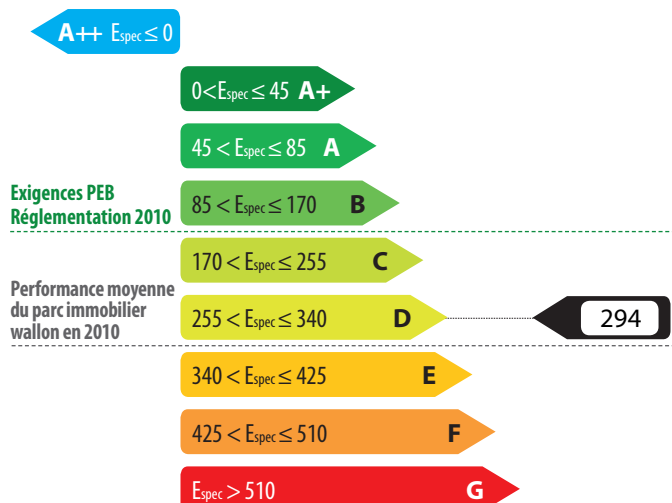 A++ Espec ≤ 0
0<Espec ≤ 45 A+
45 < Espec ≤ 85 A
Exigences PEB
Réglementation 2010
85 < Espec ≤ 170 B
170 < Espec ≤ 255 C
Performance moyenne
du parc immobilier
wallon en 2010
255 < Espec ≤ 340 D
294
340 < Espec ≤ 425 E
425 < Espec ≤ 510 F
Espec > 510 G